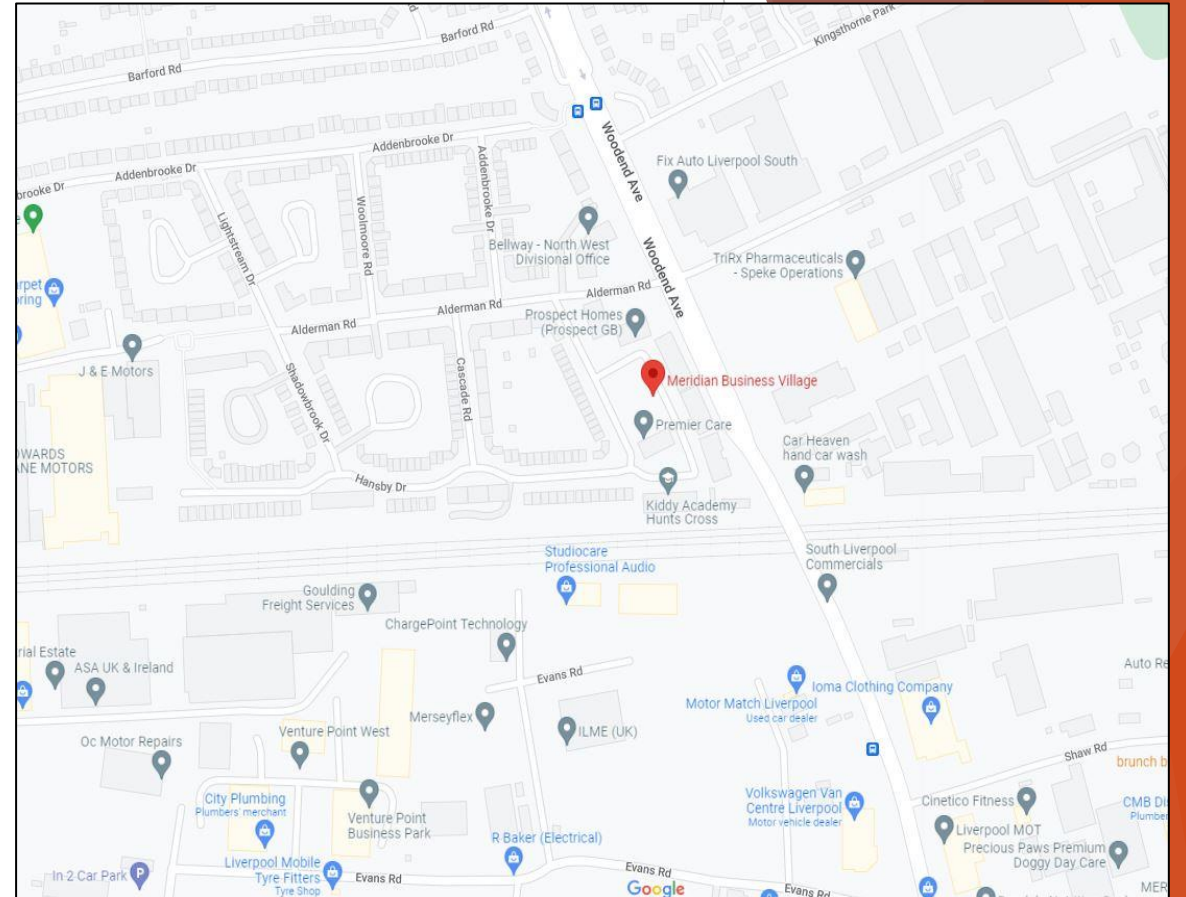 Barford Rd
Kingsthorne Park
Barford Rd
Woodend Ave
Addenbrooke Dr
Addenbrooke Dr
Addenbrooke Dr
brooke Dr
Fix Auto Liverpool South
Lightstream Dr
Woolmoore Rd
Bellway - North West
Divisional Office
Woodend Ave
TriRx Pharmaceuticals
- Speke Operations
rpet
oring
Alderman Rd
Alderman Rd
Alderman Rd
Prospect Homes
(Prospect GB)
J & E Motors
Shadowbrook Dr
Cascade Rd
Meridian Business Village
Premier Care
Car Heaven
hand car wash
WARDS
NE MOTORS
Hansby Dr
Kiddy Academy
Hunts Cross
Studiocare
Professional Audio
South Liverpool
Commercials
Goulding
Freight Services
ChargePoint Technology
rial Estate
ASA UK & Ireland
Evans Rd
Auto Re
Ioma Clothing Company
Motor Match Liverpool
Used car dealer
Merseyflex
ILME (UK)
Oc Motor Repairs
Venture Point West
Shaw Rd
brunch b
City Plumbing
Plumbers' merchant
Volkswagen Van
Centre Liverpool
Motor vehicle dealer
Cinetico Fitness
CMB Di
Plumber
Venture Point
Business Park
R Baker (Electrical)
Liverpool MOT
Precious Paws Premium
Doggy Day Care
Liverpool Mobile
Tyre Fitters
Tyre Shop
In 2 Car Park
P
Evans Rd
Evans Rd
Google
Evans Rd
MER